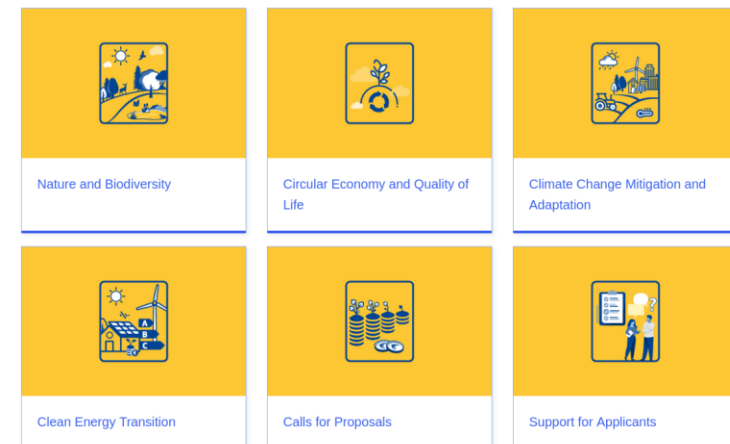 Nature and Biodiversity
Circular Economy and Quality of
Life
Climate Change Mitigation and
Adaptation
A
B
C
Clean Energy Transition
Calls for Proposals
?
Support for Applicants